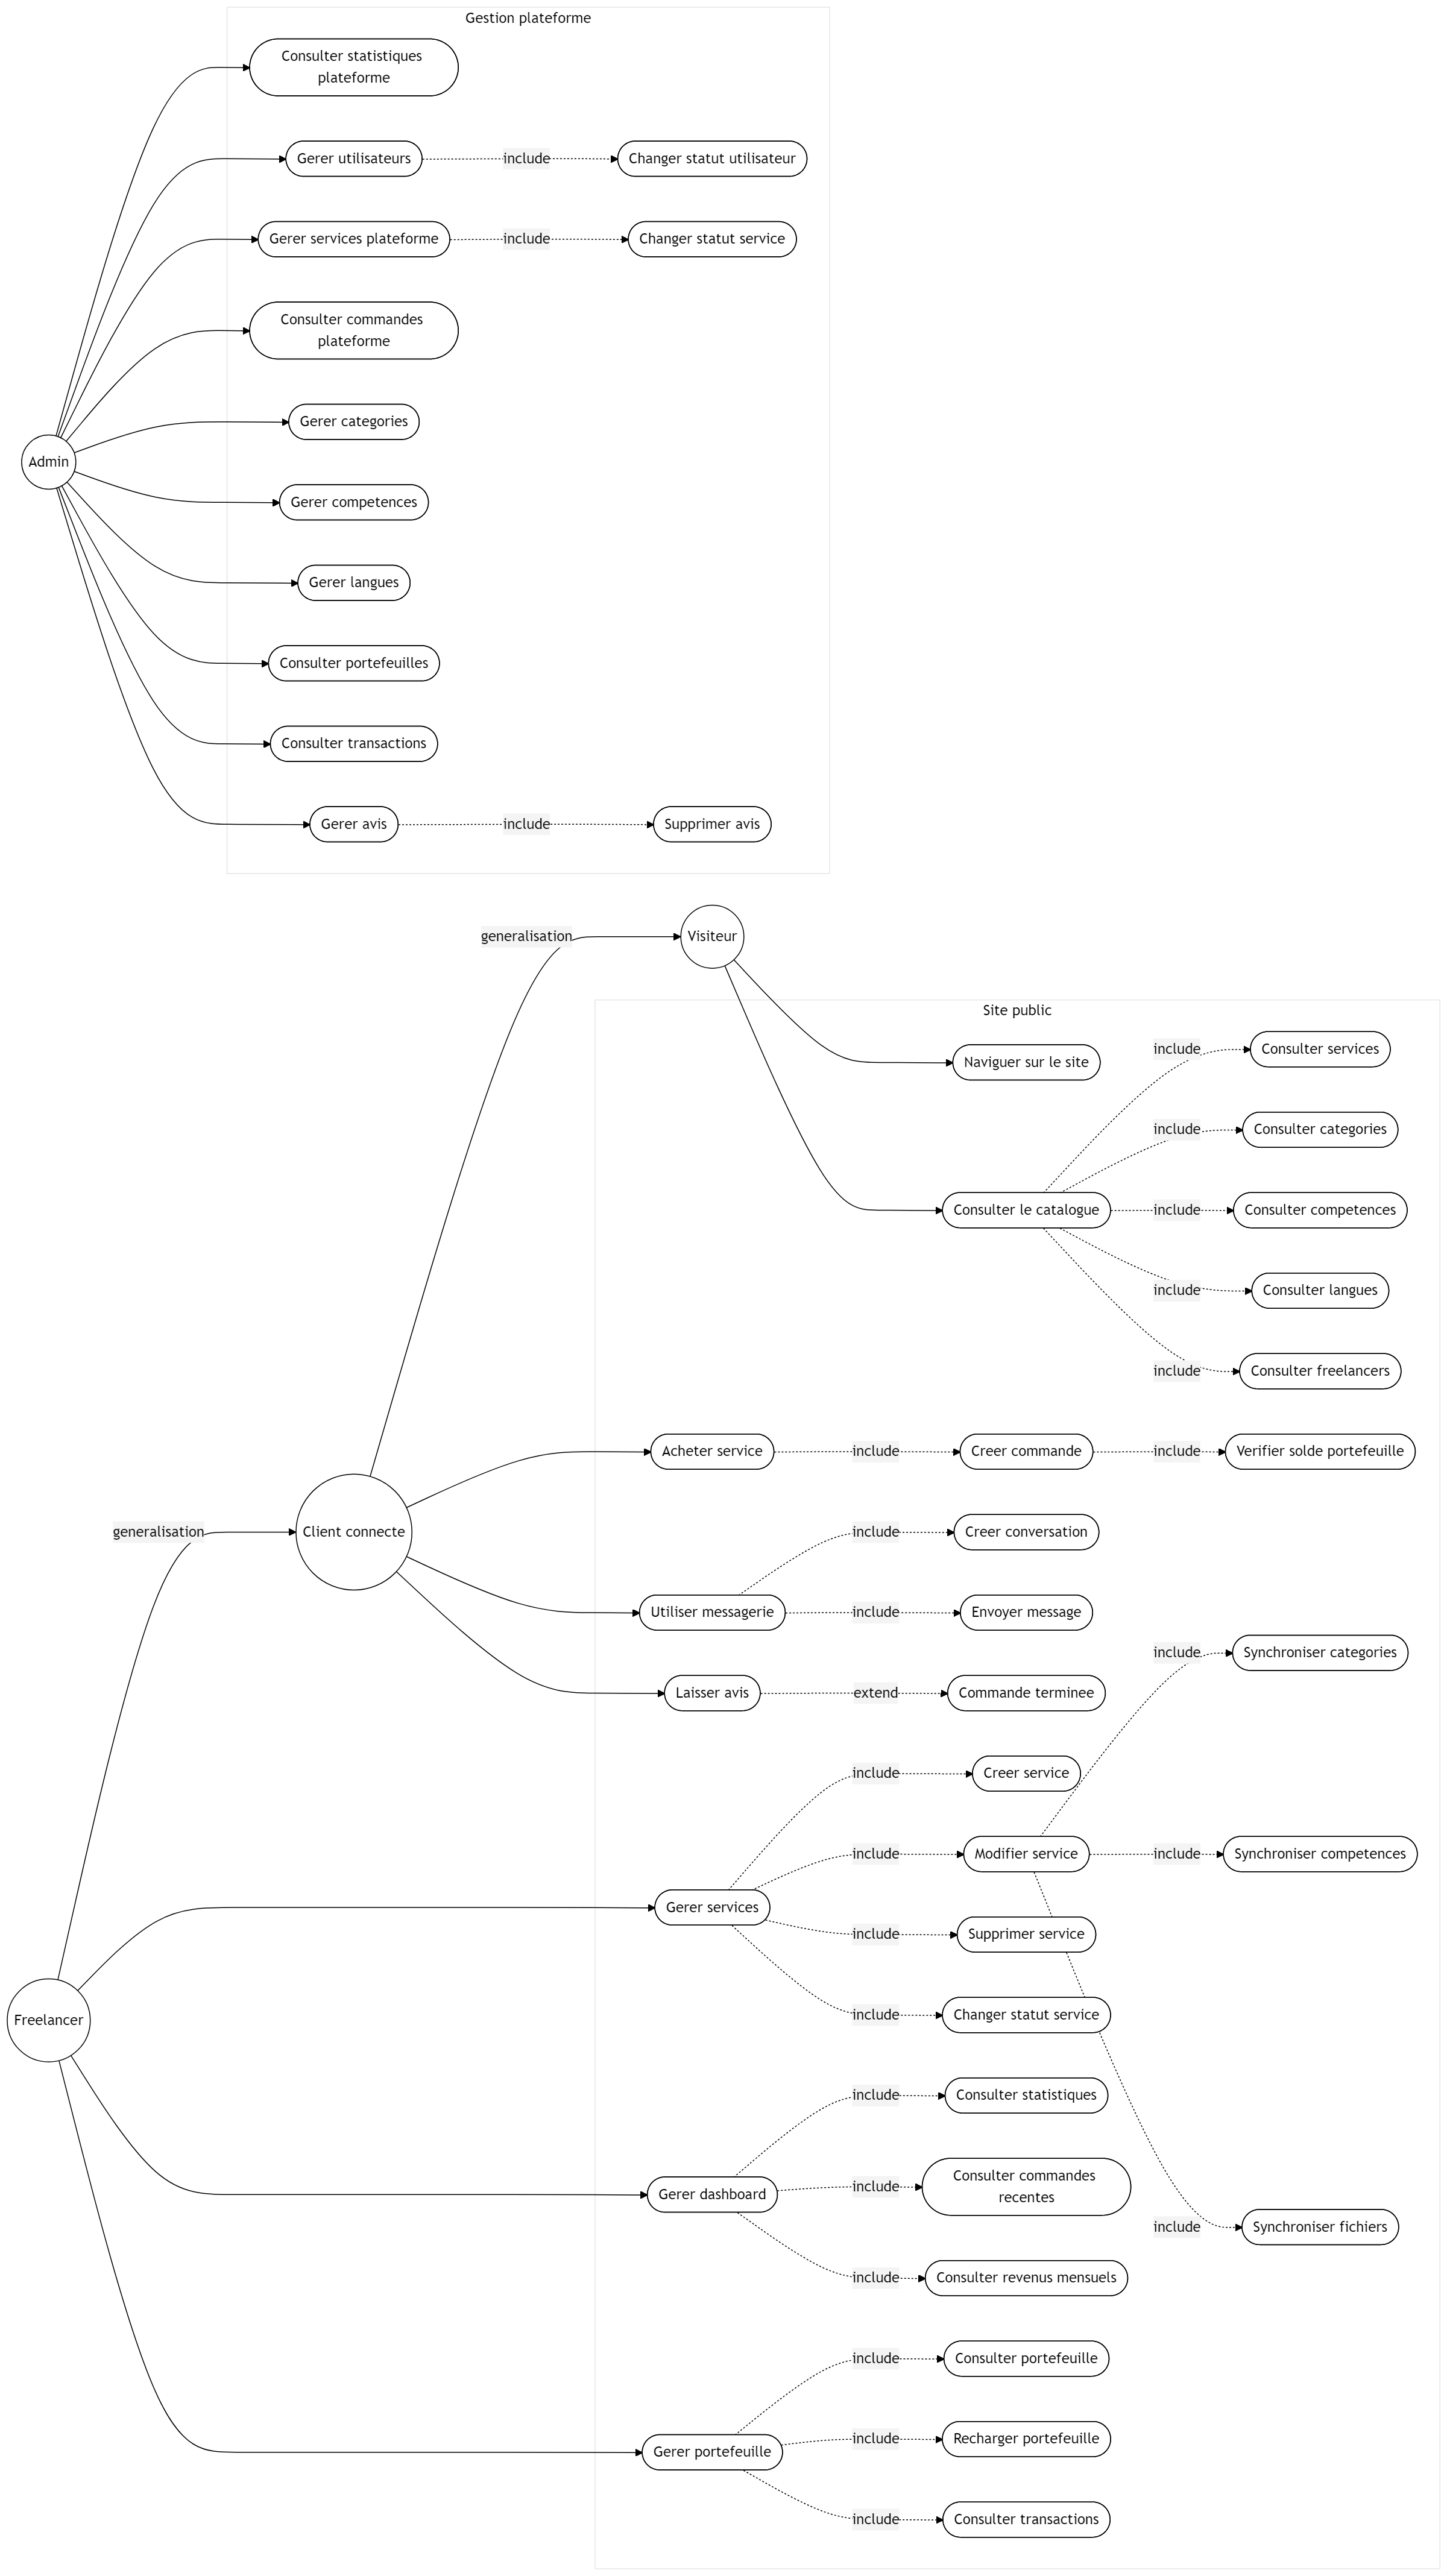 Gestion plateforme
Consulter statistiques
plateforme
Gerer utilisateurs
include
Changer statut utilisateur
Gerer services plateforme
include
Changer statut service
Consulter commandes
plateforme
Gerer categories
Admin
Gerer competences
Gerer langues
Consulter portefeuilles
Consulter transactions
Gerer avis
include
Supprimer avis
generalisation
Visiteur
Site public
Naviguer sur le site
include
Consulter services
include
Consulter categories
Consulter le catalogue
include
Consulter competences
include
Consulter langues
include
Consulter freelancers
Acheter service
include
Creer commande
include
Verifier solde portefeuille
generalisation
Client connecte
include
Creer conversation
Utiliser messagerie
include
Envoyer message
include
Synchroniser categories
Laisser avis
extend
Commande terminee
include
Creer service
include
Modifier service
include
Synchroniser competences
Gerer services
include
Supprimer service
Freelancer
include
Changer statut service
include
Consulter statistiques
Gerer dashboard
include
Consulter commandes
recentes
include
Synchroniser fichiers
include
Consulter revenus mensuels
include
Consulter portefeuille
include
Recharger portefeuille
Gerer portefeuille
include
Consulter transactions